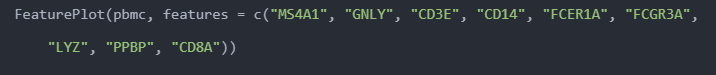 FeaturePlot(pbmc, features = c("MS4A1", "GNLY", "CD3E", "CD14", "FCER1A", "FCGR3A",
"LYZ", "PPBP", "CD8A"))